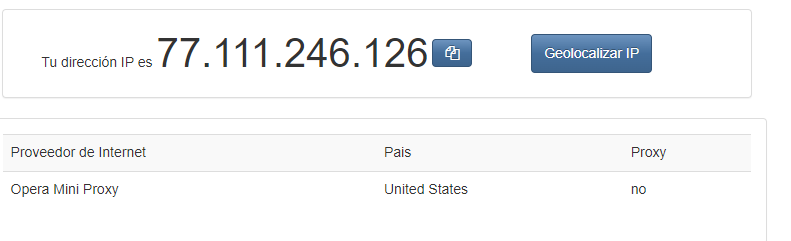 Tu dirección IP es 77.111.246.126 Geolocalizar IP
Proveedor de Internet Pais Proxy
Opera Mini Proxy United States no